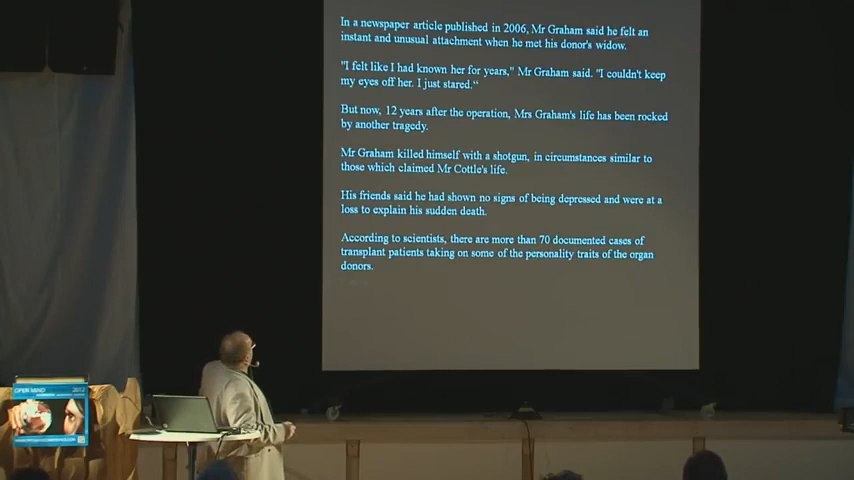 In a newspaper article published in 2006, Mr Graham said he felt an
instant and unusual attachment when he met his donor's widow.
"I felt like I had known her for years," Mr Graham said. "I couldn't keep
my eyes off her. I just stared.“
But now, 12 years after the operation, Mrs Graham's life has been rocked
by another tragedy.
Mr Graham killed himself with a shotgun, in circumstances similar to
those which claimed Mr Cottle's life.
His friends said he had shown no signs of being depressed and were at a
loss to explain his sudden death.
According to scientists, there are more than 70 documented cases of
transplant patients taking on some of the personality traits of the organ
donors.
OPEN MIND 2012